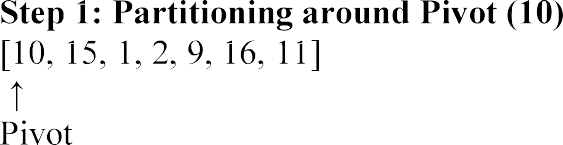 Step 1: Partitioning around Pivot (10)
[10, 15, 1, 2, 9, 16, 11]
↑
Pivot